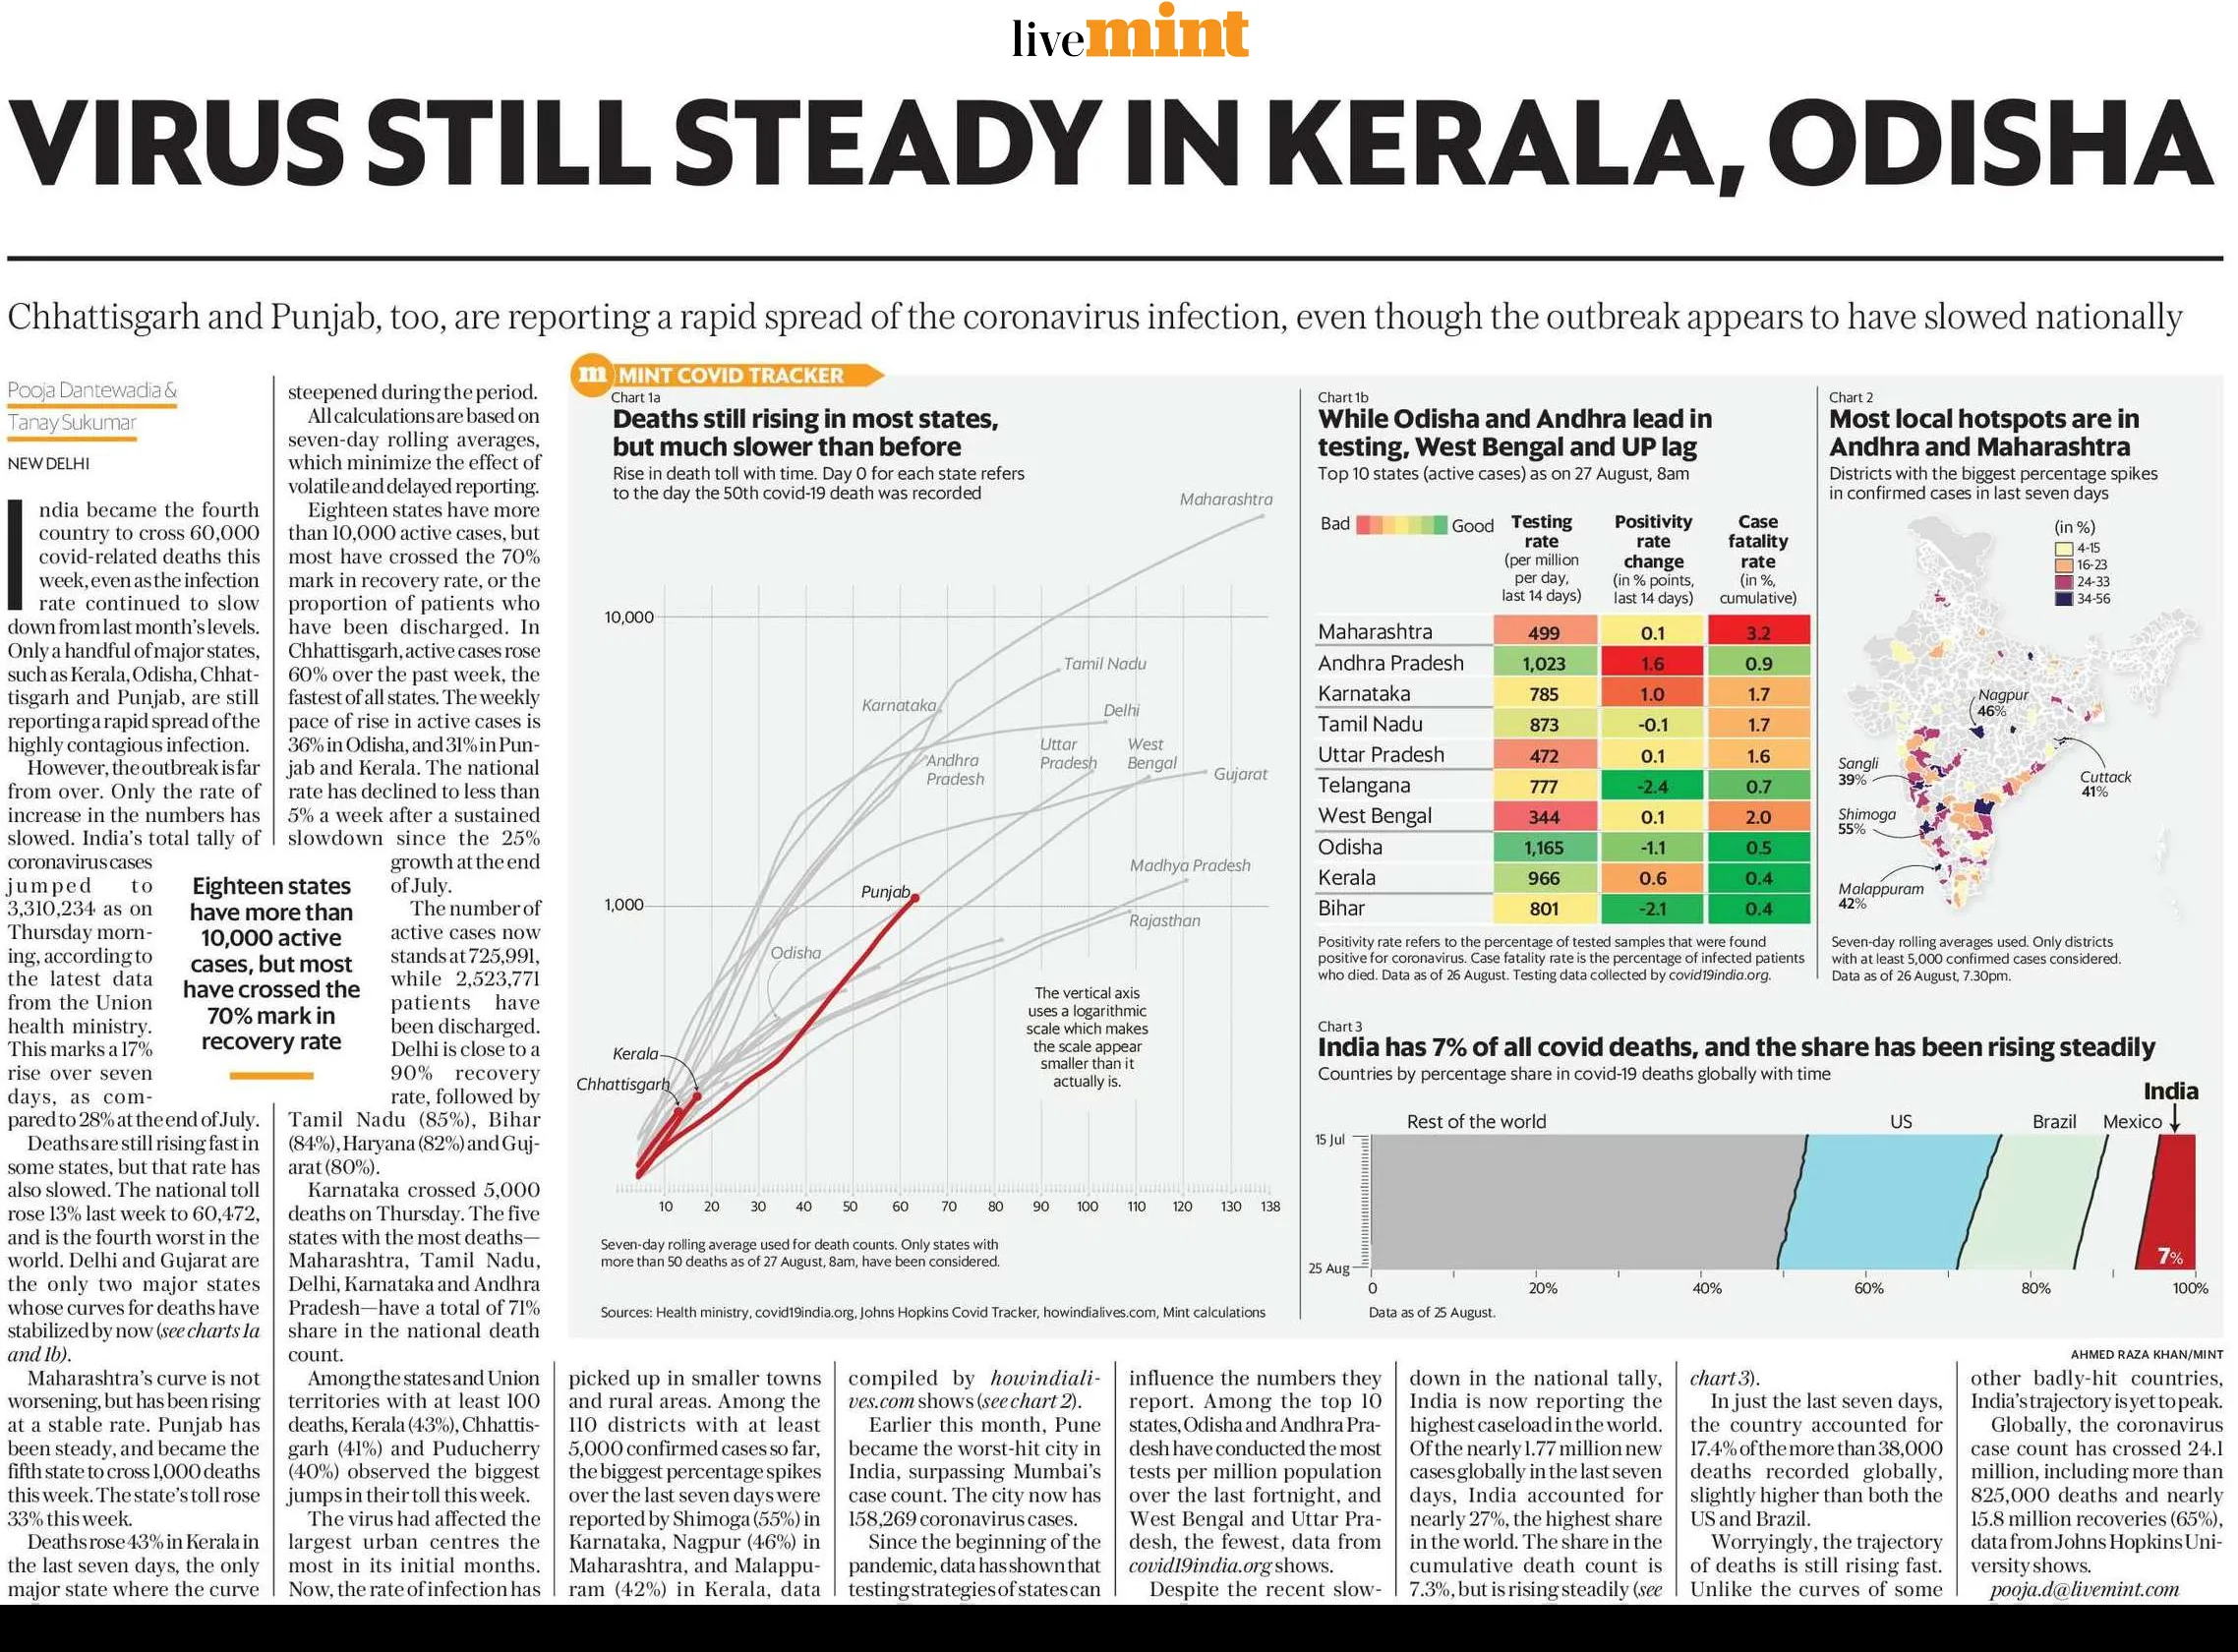 livemint
VIRUS STILL STEADY IN KERALA, ODISHA
Chhattisgarh and Punjab, too, are reporting a rapid spread of the coronavirus infection, even though the outbreak appears to have slowed nationally
Pooja Dantewadia &
Tanay Sukumar
NEW DELHI
India became the fourth
country to cross 60,000
covid-related deaths this
week, even as the infection
rate continued to slow
down from last month's levels.
Only a handful of major states,
such as Kerala, Odisha, Chhat-
tisgarh and Punjab, are still
reporting a rapid spread of the
highly contagious infection.
However, the outbreak is far
from over. Only the rate of
increase in the numbers has
slowed. India's total tally of
coronavirus cases
jumped to
3,310,234 as on
Thursday morn-
ing, according to
the latest data
from the Union
health ministry.
This marks a 17%
rise over seven
days, as com-
pared to 28% at the end of July.
Deaths are still rising fast in
some states, but that rate has
also slowed. The national toll
rose 13% last week to 60,472,
and is the fourth worst in the
world. Delhi and Gujarat are
the only two major states
whose curves for deaths have
stabilized by now (see charts 1a
and 1b).
Maharashtra's curve is not
worsening, but has been rising
at a stable rate. Punjab has
been steady, and became the
fifth state to cross 1,000 deaths
this week. The state's toll rose
33% this week.
Deaths rose 43% in Kerala in
the last seven days, the only
major state where the curve
steepened during the period.
All calculations are based on
seven-day rolling averages,
which minimize the effect of
volatile and delayed reporting.
Eighteen states have more
than 10,000 active cases, but
most have crossed the 70%
mark in recovery rate, or the
proportion of patients who
have been discharged. In
Chhattisgarh, active cases rose
60% over the past week, the
fastest of all states. The weekly
pace of rise in active cases is
36% in Odisha, and 31% in Pun-
jab and Kerala. The national
rate has declined to less than
5% a week after a sustained
slowdown since the 25%
growth at the end
of July.
The number of
active cases now
stands at 725,991,
while 2,523,771
patients have
been discharged.
Delhi is close to a
90% recovery
rate, followed by
Tamil Nadu (85%), Bihar
(84%), Haryana (82%) and Guj-
arat (80%).
Karnataka crossed 5,000
deaths on Thursday. The five
states with the most deaths—
Maharashtra, Tamil Nadu,
Delhi, Karnataka and Andhra
Pradesh—have a total of 71%
share in the national death
count.
Among the states and Union
territories with at least 100
deaths, Kerala (43%), Chhattis-
garh (41%) and Puducherry
(40%) observed the biggest
jumps in their toll this week.
The virus had affected the
largest urban centres the
most in its initial months.
Now, the rate of infection has
Eighteen states
have more than
10,000 active
cases, but most
have crossed the
70% mark in
recovery rate
m MINT COVID TRACKER
Chart 1a
Deaths still rising in most states,
but much slower than before
Rise in death toll with time. Day 0 for each state refers
to the day the 50th covid-19 death was recorded
Maharashtra
10,000
Tamil Nadu
Karnataka
Delhi
Andhra
Pradesh
Uttar
Pradesh
West
Bengal
Gujarat
Madhya Pradesh
Punjab
1,000
Rajasthan
Odisha
The vertical axis
uses a logarithmic
scale which makes
the scale appear
smaller than it
actually is.
Kerala
Chhattisgarh
10 20 30 40 50 60 70 80 90 100 110 120 130 138
Seven-day rolling average used for death counts. Only states with
more than 50 deaths as of 27 August, 8am, have been considered.
Sources: Health ministry, covid19india.org, Johns Hopkins Covid Tracker, howindialives.com, Mint calculations
Chart 1b
While Odisha and Andhra lead in
testing, West Bengal and UP lag
Top 10 states (active cases) as on 27 August, 8am
Bad Good
Testing
rate
(per million
per day,
last 14 days)
Positivity
rate
change
(in % points,
last 14 days)
Case
fatality
rate
(in %,
cumulative)
Maharashtra 499 0.1 3.2
Andhra Pradesh 1,023 1.6 0.9
Karnataka 785 1.0 1.7
Tamil Nadu 873 -0.1 1.7
Uttar Pradesh 472 0.1 1.6
Telangana 777 -2.4 0.7
West Bengal 344 0.1 2.0
Odisha 1,165 -1.1 0.5
Kerala 966 0.6 0.4
Bihar 801 -2.1 0.4
Positivity rate refers to the percentage of tested samples that were found
positive for coronavirus. Case fatality rate is the percentage of infected patients
who died. Data as of 26 August. Testing data collected by covid19india.org.
Chart 2
Most local hotspots are in
Andhra and Maharashtra
Districts with the biggest percentage spikes
in confirmed cases in last seven days
(in %)
4-15
16-23
24-33
34-56
Nagpur
46%
Sangli
39%
Cuttack
41%
Shimoga
55%
Malappuram
42%
Seven-day rolling averages used. Only districts
with at least 5,000 confirmed cases considered.
Data as of 26 August, 7.30pm.
Chart 3
India has 7% of all covid deaths, and the share has been rising steadily
Countries by percentage share in covid-19 deaths globally with time
India
Rest of the world US Brazil Mexico
15 Jul
25 Aug
7%
0 20% 40% 60% 80% 100%
Data as of 25 August.
AHMED RAZA KHAN/MINT
picked up in smaller towns
and rural areas. Among the
110 districts with at least
5,000 confirmed cases so far,
the biggest percentage spikes
over the last seven days were
reported by Shimoga (55%) in
Karnataka, Nagpur (46%) in
Maharashtra, and Malappu-
ram (42%) in Kerala, data
compiled by howindiali-
ves.com shows (see chart 2).
Earlier this month, Pune
became the worst-hit city in
India, surpassing Mumbai's
case count. The city now has
158,269 coronavirus cases.
Since the beginning of the
pandemic, data has shown that
testing strategies of states can
influence the numbers they
report. Among the top 10
states, Odisha and Andhra Pra-
desh have conducted the most
tests per million population
over the last fortnight, and
West Bengal and Uttar Pra-
desh, the fewest, data from
covid19india.org shows.
Despite the recent slow-
down in the national tally,
India is now reporting the
highest caseload in the world.
Of the nearly 1.77 million new
cases globally in the last seven
days, India accounted for
nearly 27%, the highest share
in the world. The share in the
cumulative death count is
7.3%, but is rising steadily (see
chart 3).
In just the last seven days,
the country accounted for
17.4% of the more than 38,000
deaths recorded globally,
slightly higher than both the
US and Brazil.
Worryingly, the trajectory
of deaths is still rising fast.
Unlike the curves of some
other badly-hit countries,
India's trajectory is yet to peak.
Globally, the coronavirus
case count has crossed 24.1
million, including more than
825,000 deaths and nearly
15.8 million recoveries (65%),
data from Johns Hopkins Uni-
versity shows.
pooja.d@livemint.com